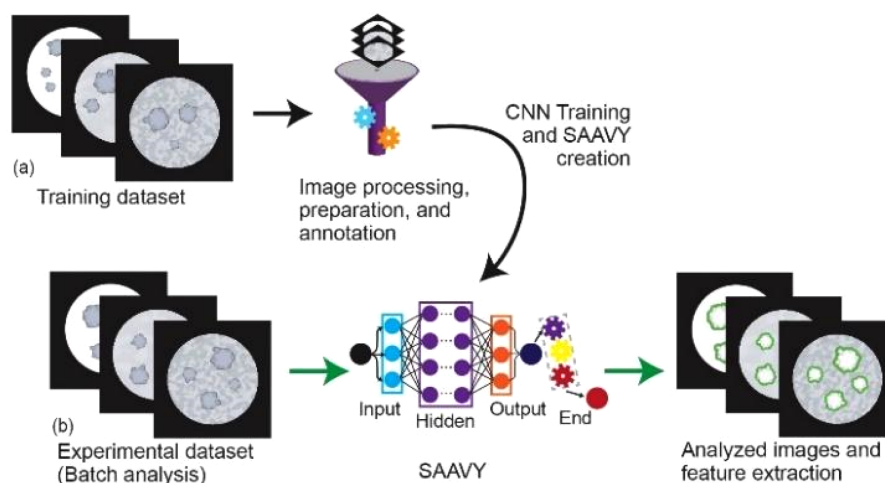 (a)
Training dataset
Image processing,
preparation, and
annotation
CNN Training
and SAAVY
creation
(b)
Experimental dataset
(Batch analysis)
Input
Hidden
Output
End
SAAVY
Analyzed images and
feature extraction